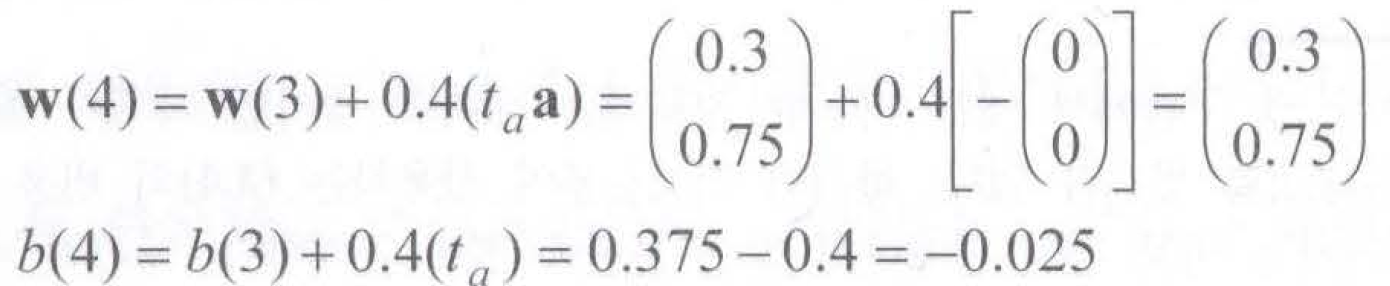 w(4) = w(3) + 0.4(t_a a) = (0.3 0.75) + 0.4[ − (0 0) ] = (0.3 0.75)
b(4) = b(3) + 0.4(t_a) = 0.375 − 0.4 = −0.025